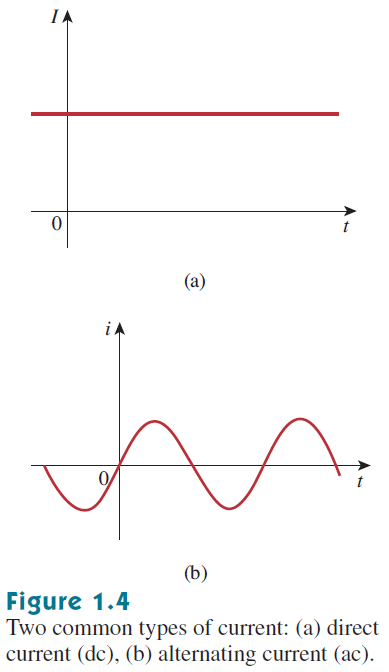 I
0
t
(a)
i
0
t
(b)
Figure 1.4
Two common types of current: (a) direct
current (dc), (b) alternating current (ac).